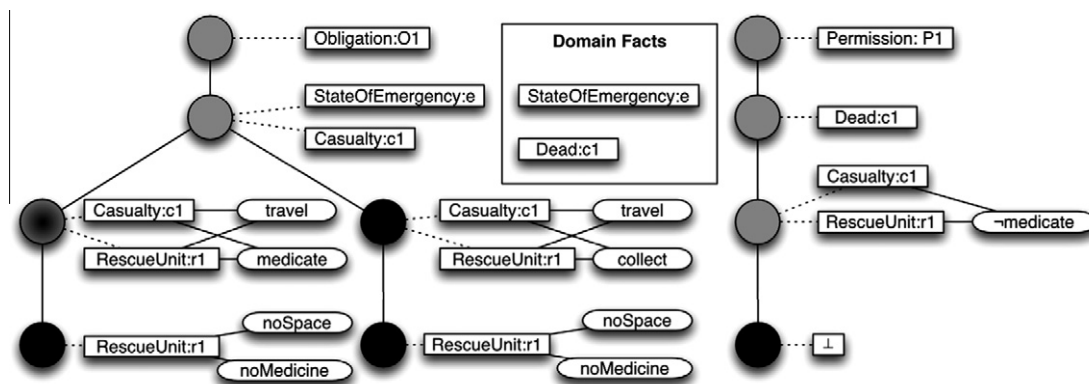 Obligation:O1
StateOfEmergency:e
Casualty:c1
Casualty:c1
travel
RescueUnit:r1
medicate
RescueUnit:r1
noSpace
noMedicine
Casualty:c1
travel
RescueUnit:r1
collect
RescueUnit:r1
noSpace
noMedicine
Domain Facts
StateOfEmergency:e
Dead:c1
Permission: P1
Dead:c1
Casualty:c1
RescueUnit:r1
¬medicate
⊥